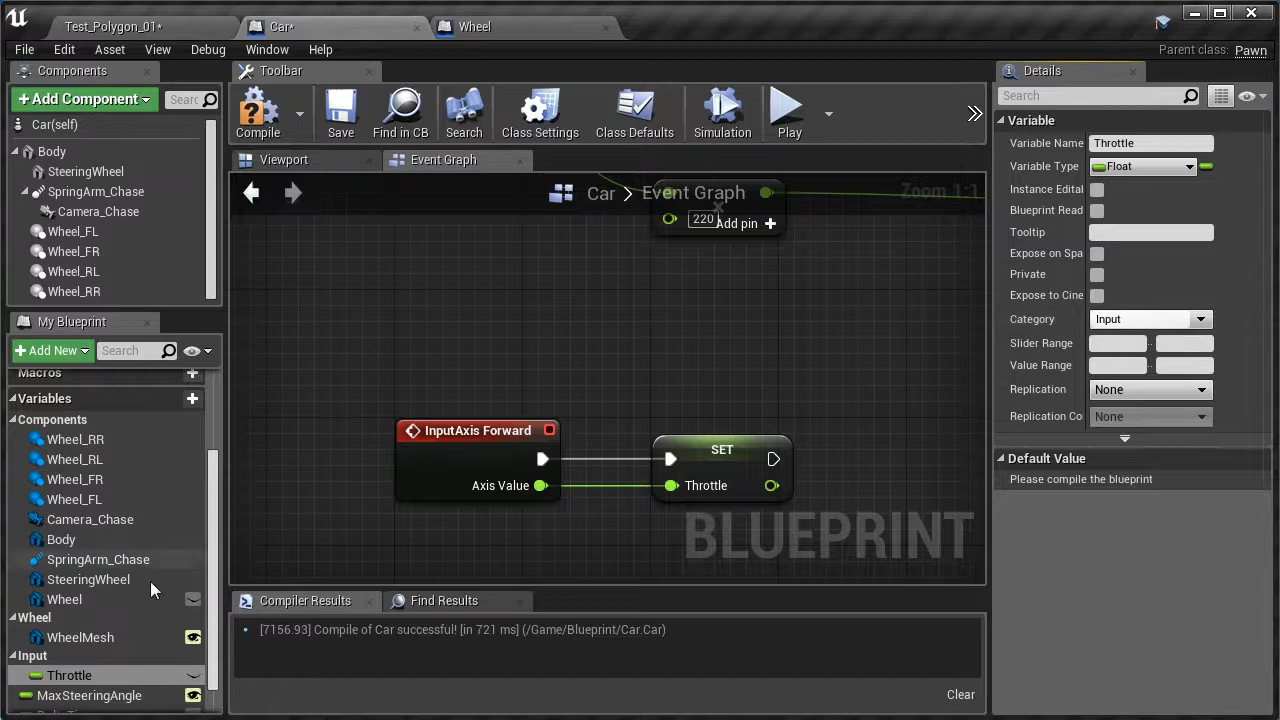 Test_Polygon_01*
Car*
Wheel
File Edit Asset View Debug Window Help
Parent class: Pawn
Components
+ Add Component
Searc
Car(self)
Body
SteeringWheel
SpringArm_Chase
Camera_Chase
Wheel_FL
Wheel_FR
Wheel_RL
Wheel_RR
My Blueprint
+ Add New
Search
Macros
Variables
Components
Wheel_RR
Wheel_RL
Wheel_FR
Wheel_FL
Camera_Chase
Body
SpringArm_Chase
SteeringWheel
Wheel
Wheel
WheelMesh
Input
Throttle
MaxSteeringAngle
Toolbar
Compile
Save
Find in CB
Search
Class Settings
Class Defaults
Simulation
Play
Viewport
Event Graph
Car > Event Graph
Zoom 1:1
220
Add pin +
InputAxis Forward
Axis Value
SET
Throttle
BLUEPRINT
Compiler Results
Find Results
[7156.93] Compile of Car successful! [in 721 ms] (/Game/Blueprint/Car.Car)
Clear
Details
Search
Variable
Variable Name Throttle
Variable Type Float
Instance Edital
Blueprint Read
Tooltip
Expose on Spa
Private
Expose to Cine
Category Input
Slider Range
Value Range
Replication None
Replication Co None
Default Value
Please compile the blueprint